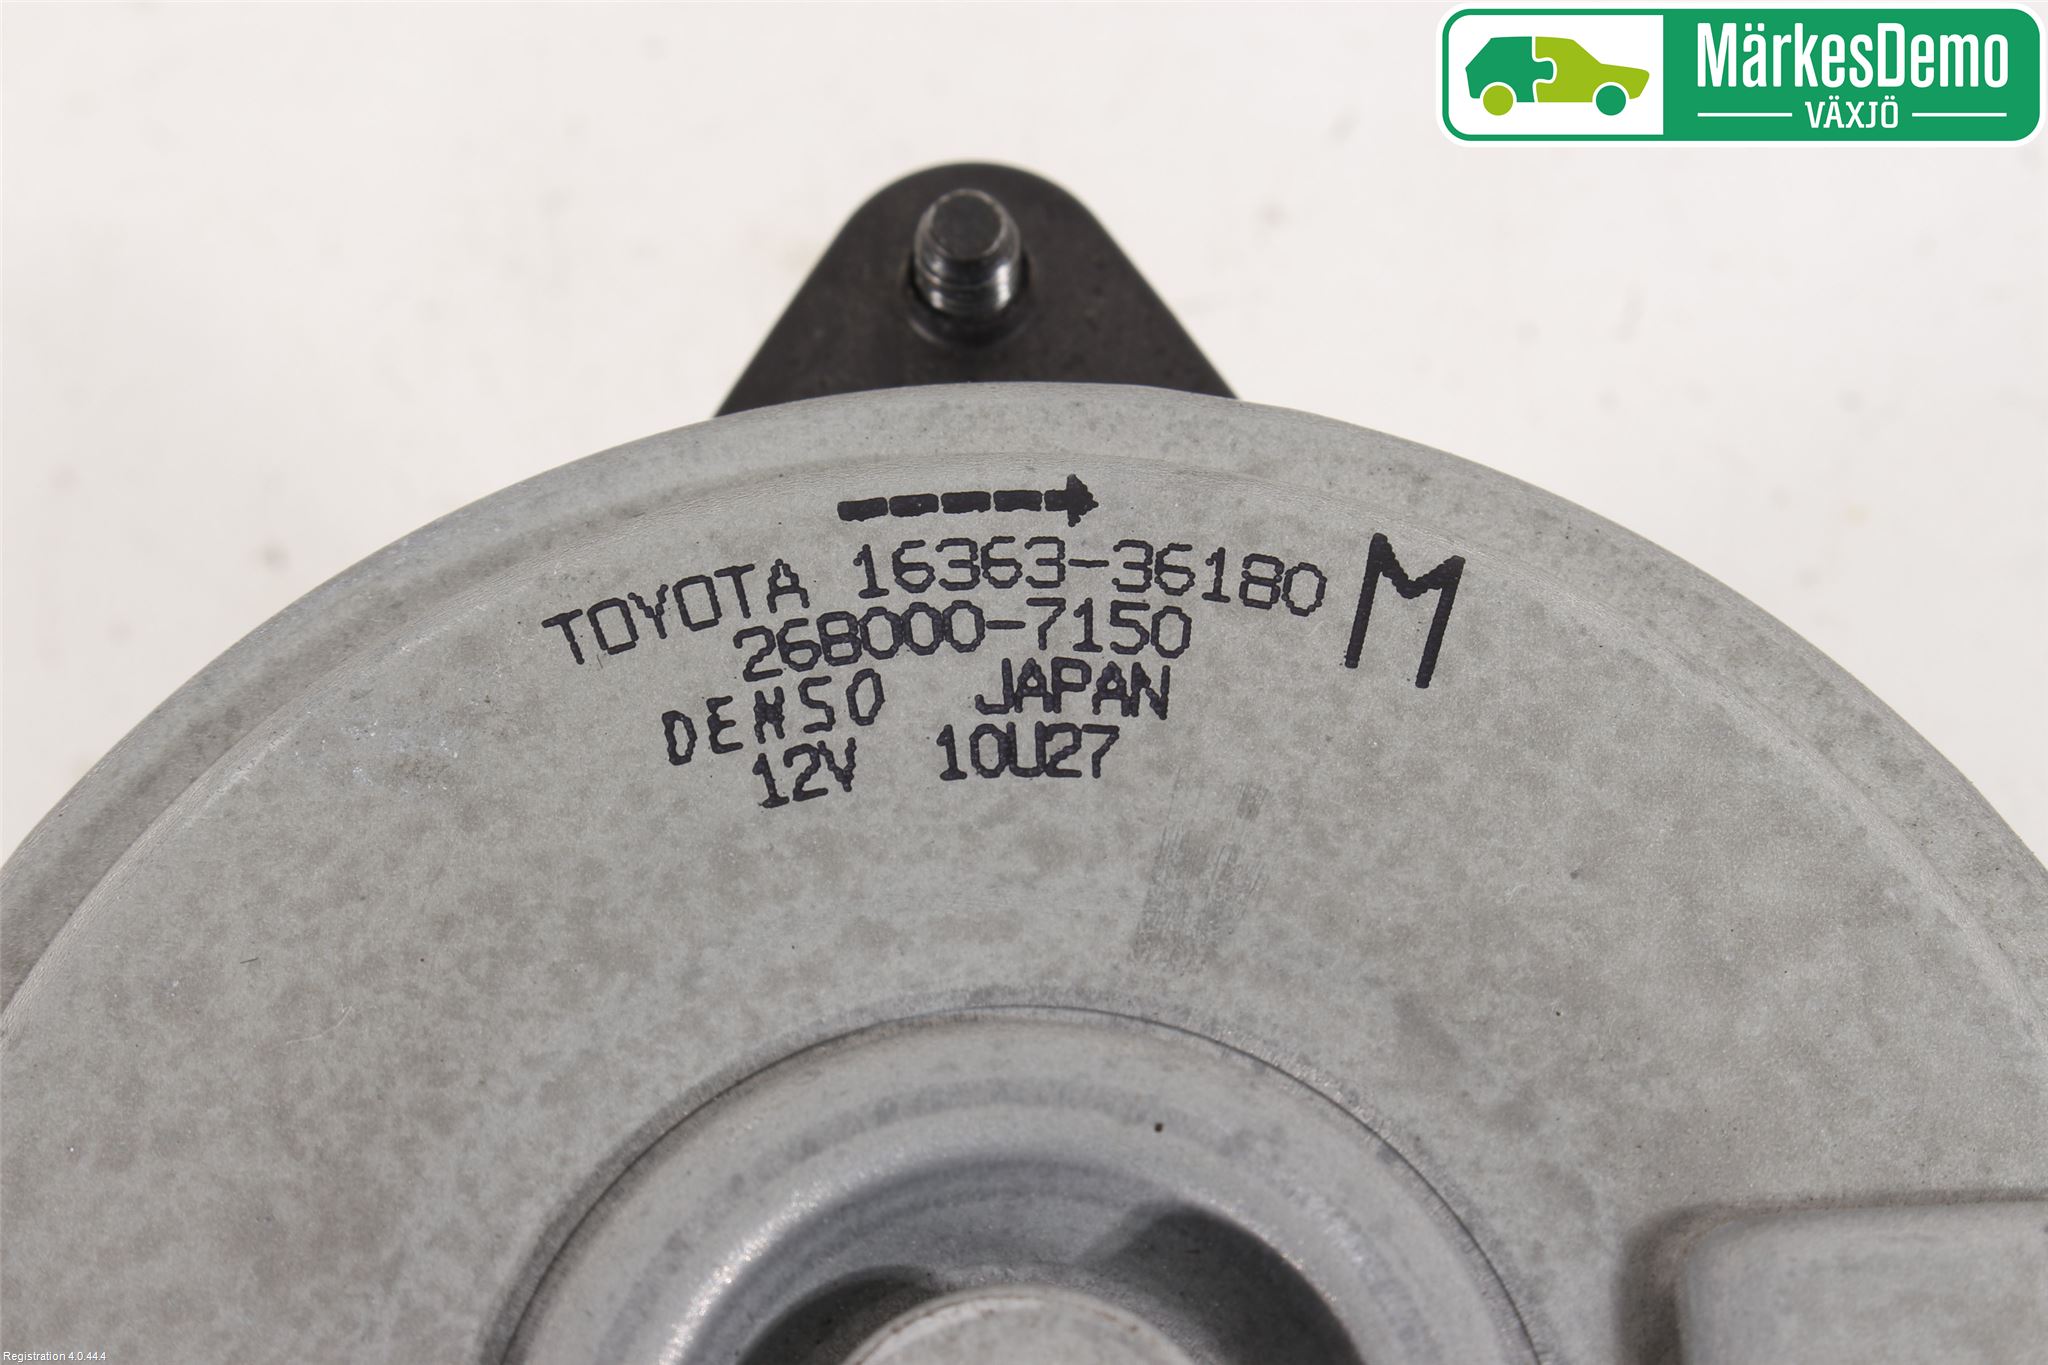 MärkesDemo
VÄXJÖ
TOYOTA 16363-36180 M
268000-7150
DENSO JAPAN
12V 10U27
Registration 4.0.44.4